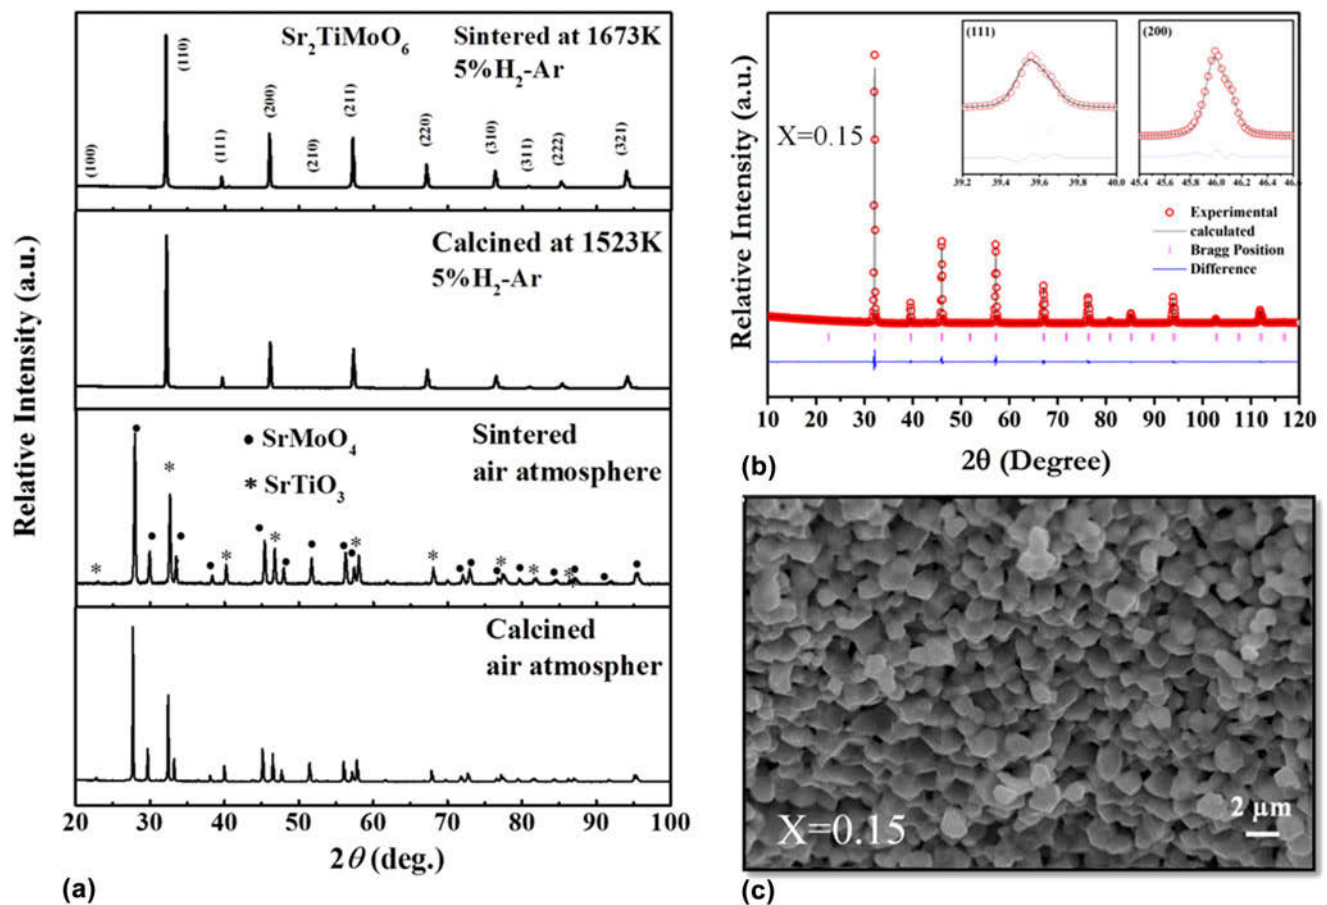 Relative Intensity (a.u.)
Sr₂TiMoO₆
Sintered at 1673K
5%H₂-Ar
(100)
(110)
(111)
(200)
(210)
(211)
(220)
(310)
(311)
(222)
(321)
Calcined at 1523K
5%H₂-Ar
● SrMoO₄
* SrTiO₃
Sintered
air atmosphere
Calcined
air atmospher
20 30 40 50 60 70 80 90 100
2θ (deg.)
(a)
Relative Intensity (a.u.)
X=0.15
(111)
39.2 39.4 39.6 39.8 40.0
(200)
45.4 45.6 45.8 46.0 46.2 46.4 46.6
Experimental
calculated
Bragg Position
Difference
10 20 30 40 50 60 70 80 90 100 110 120
2θ (Degree)
(b)
X=0.15
2 μm
(c)